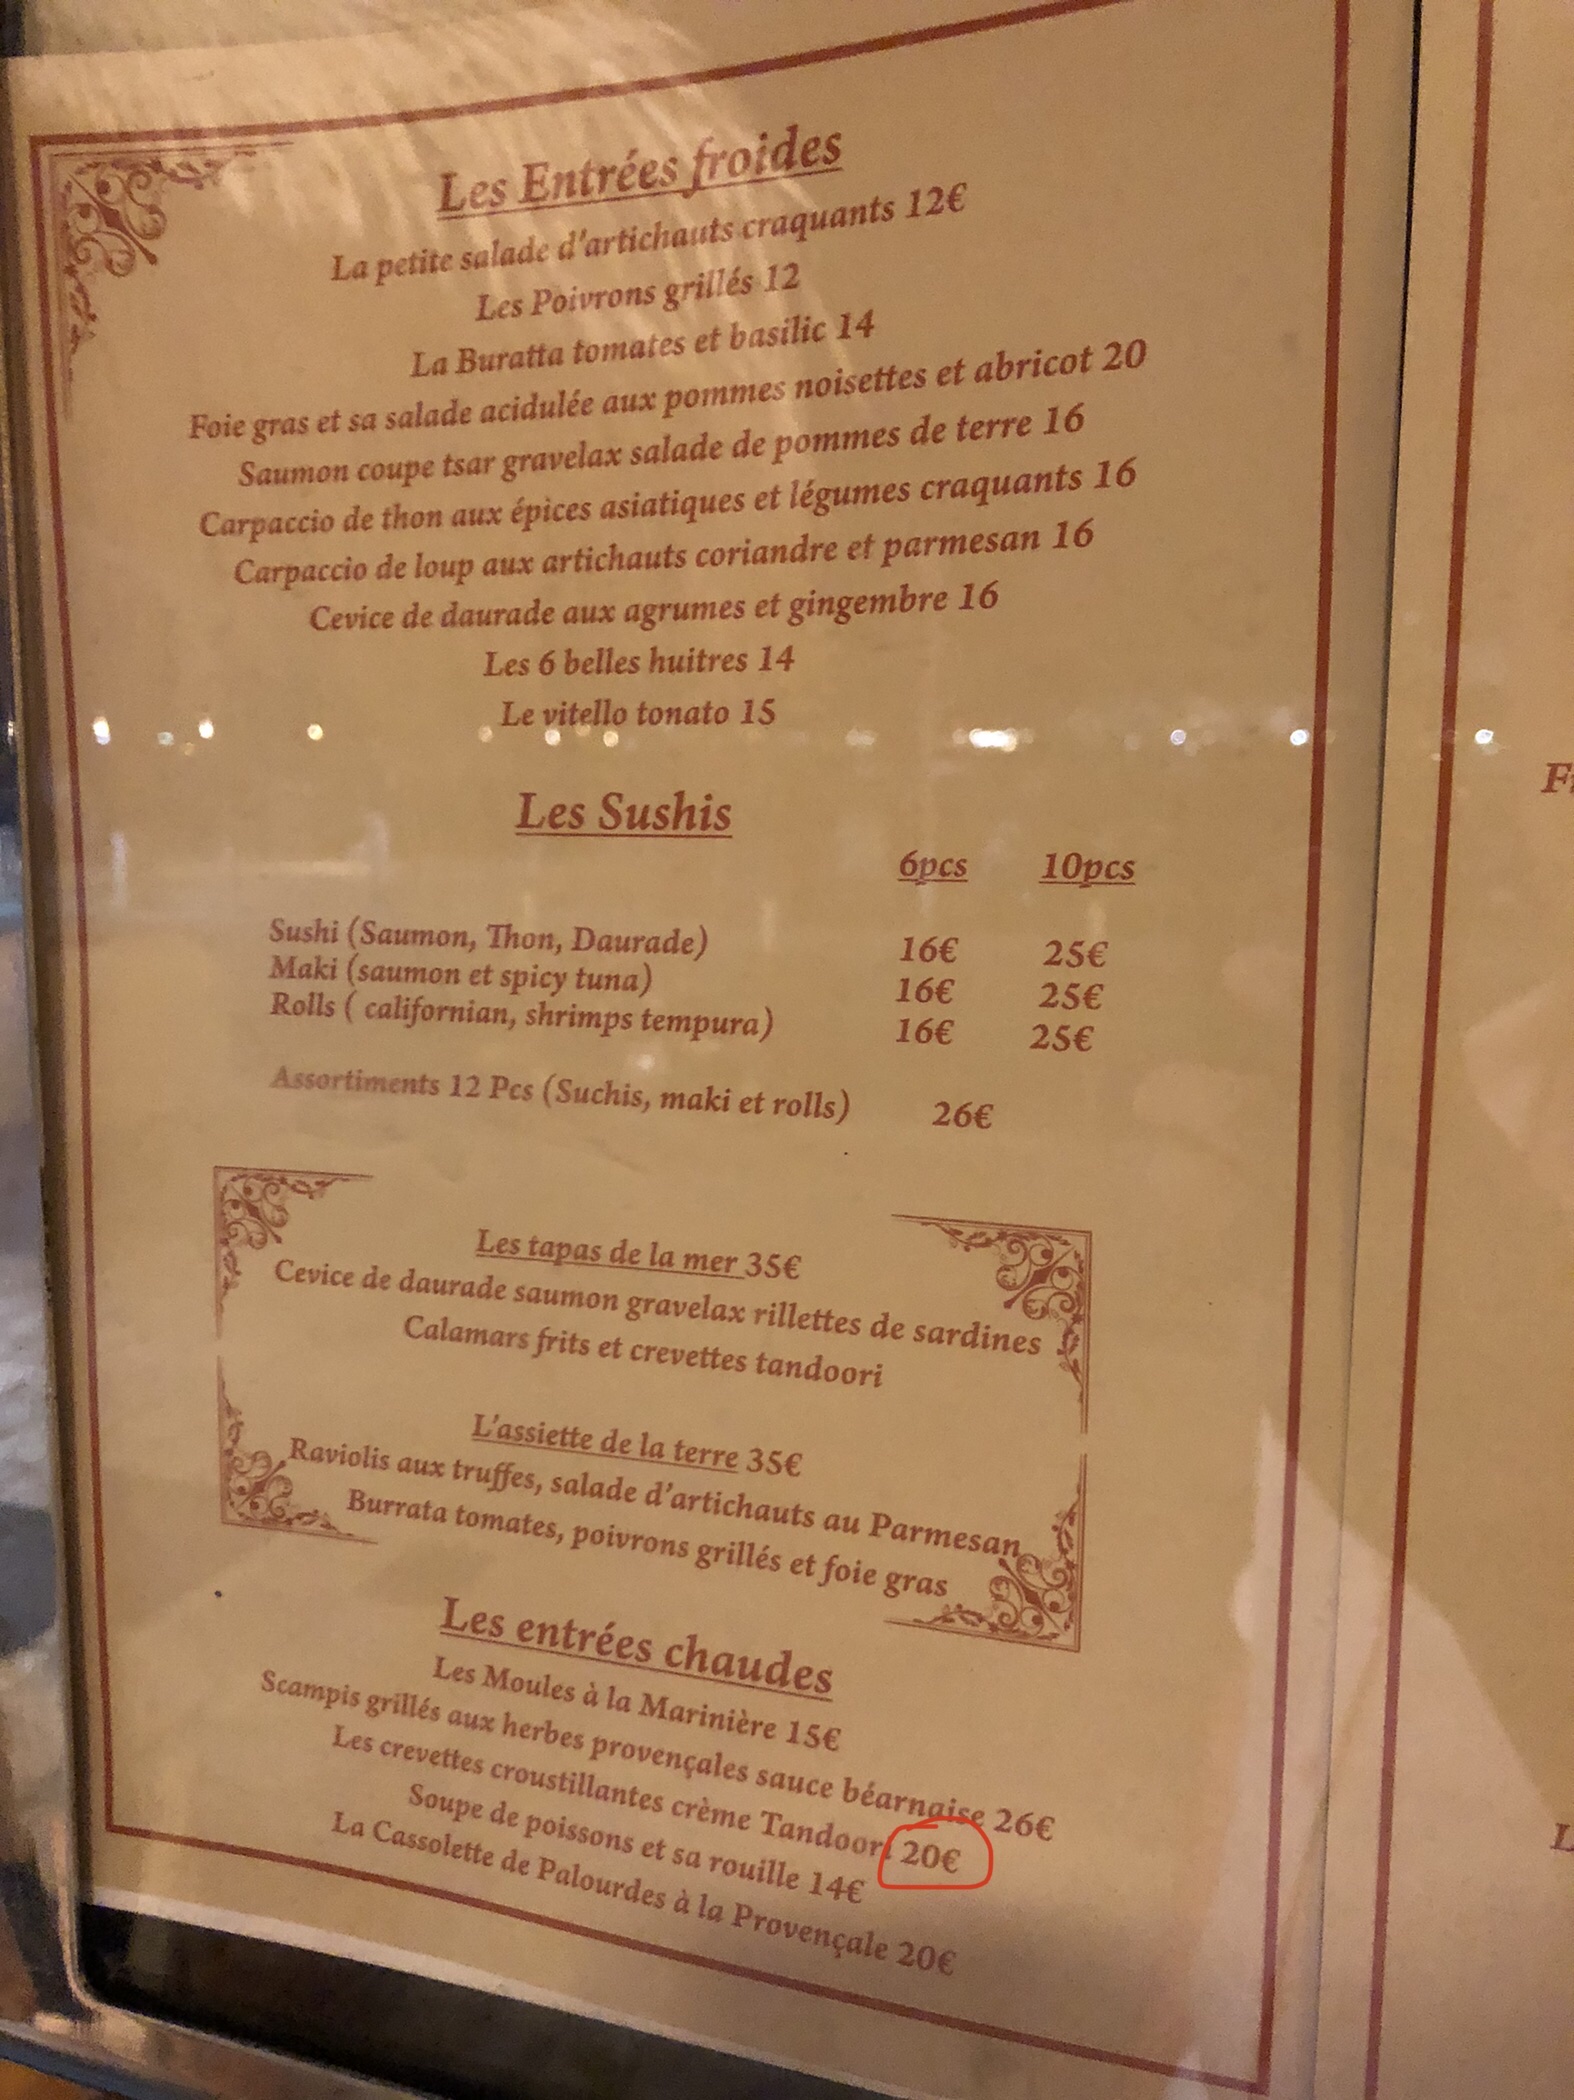 Les Entrées froides
La petite salade d'artichauts craquants 12€
Les Poivrons grillés 12
La Buratta tomates et basilic 14
Foie gras et sa salade acidulée aux pommes noisettes et abricot 20
Saumon coupe tsar gravelax salade de pommes de terre 16
Carpaccio de thon aux épices asiatiques et légumes craquants 16
Carpaccio de loup aux artichauts coriandre et parmesan 16
Cevice de daurade aux agrumes et gingembre 16
Les 6 belles huitres 14
Le vitello tonato 15
Les Sushis
6pcs 10pcs
Sushi (Saumon, Thon, Daurade) 16€ 25€
Maki (saumon et spicy tuna) 16€ 25€
Rolls ( californian, shrimps tempura) 16€ 25€
Assortiments 12 Pcs (Suchis, maki et rolls) 26€
Les tapas de la mer 35€
Cevice de daurade saumon gravelax rillettes de sardines
Calamars frits et crevettes tandoori
L'assiette de la terre 35€
Raviolis aux truffes, salade d'artichauts au Parmesan
Burrata tomates, poivrons grillés et foie gras
Les entrées chaudes
Les Moules à la Marinière 15€
Scampis grillés aux herbes provençales sauce béarnaise 26€
Les crevettes croustillantes crème Tandoori 20€
Soupe de poissons et sa rouille 14€
La Cassolette de Palourdes à la Provençale 20€